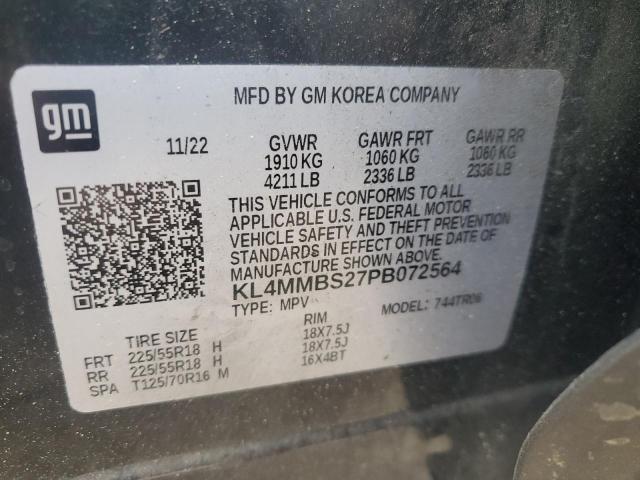 gm
MFD BY GM KOREA COMPANY
11/22 GVWR GAWR FRT GAWR RR
1910 KG 1060 KG 1060 KG
4211 LB 2336 LB 2336 LB
THIS VEHICLE CONFORMS TO ALL
APPLICABLE U.S. FEDERAL MOTOR
VEHICLE SAFETY AND THEFT PREVENTION
STANDARDS IN EFFECT ON THE DATE OF
MANUFACTURE SHOWN ABOVE.
KL4MMBS27PB072564
TYPE: MPV MODEL: 744TR06
TIRE SIZE RIM
FRT 225/55R18 H 18X7.5J
RR 225/55R18 H 18X7.5J
SPA T125/70R16 M 16X4BT